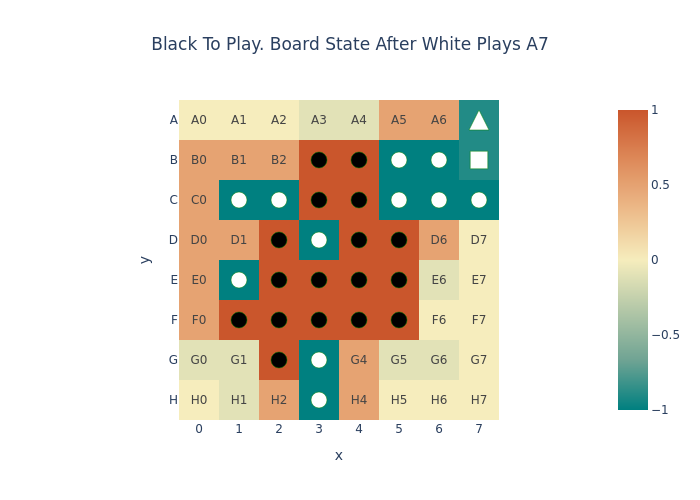 Black To Play. Board State After White Plays A7
A A0 A1 A2 A3 A4 A5 A6
B B0 B1 B2
C C0
D D0 D1 D6 D7
E E0 E6 E7
F F0 F6 F7
G G0 G1 G4 G5 G6 G7
H H0 H1 H2 H4 H5 H6 H7
0 1 2 3 4 5 6 7
x
y
1
0.5
0
−0.5
−1